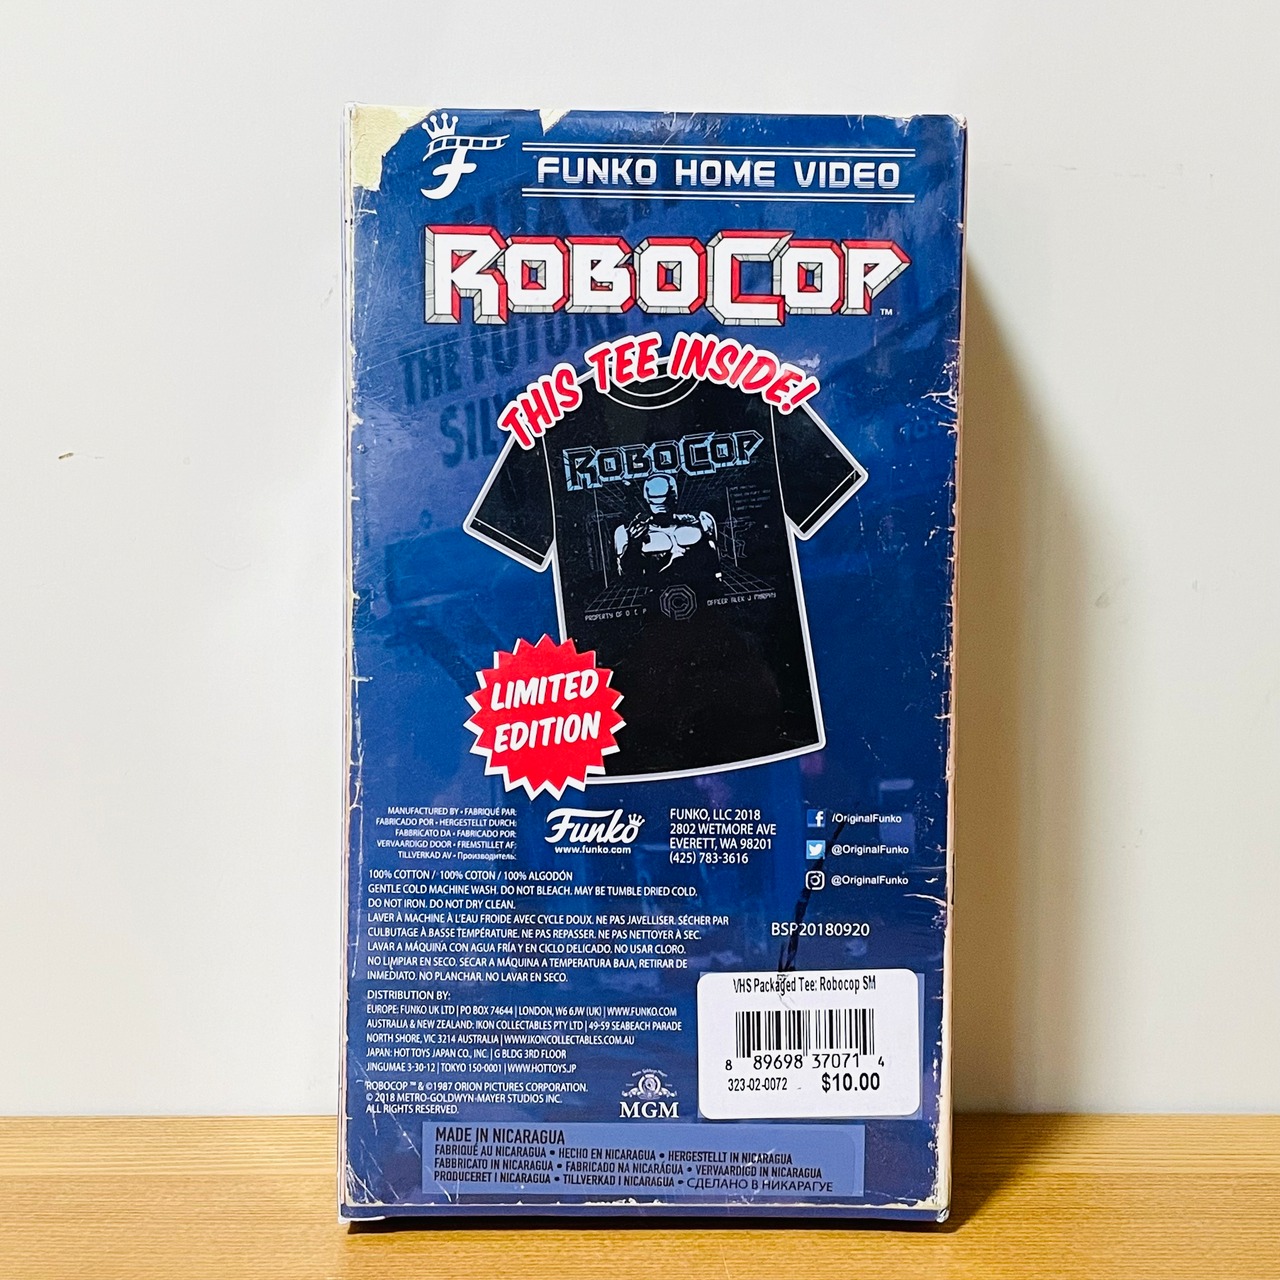 FUNKO HOME VIDEO
ROBOCOP™
THE FUTURE
SIL
THIS TEE INSIDE!
ROBOCOP
PROPERTY OF O C P
OFFICER ALEX J MURPHY
LIMITED
EDITION
MANUFACTURED BY • FABRIQUÉ PAR:
FABRICADO POR • HERGESTELLT DURCH:
FABBRICATO DA • FABRICADO POR:
VERVAARDIGD DOOR • FREMSTILLET AF:
TILLVERKAD AV • Производитель:
Funko
www.funko.com
FUNKO, LLC 2018
2802 WETMORE AVE
EVERETT, WA 98201
(425) 783-3616
/OriginalFunko
@OriginalFunko
@OriginalFunko
100% COTTON / 100% COTON / 100% ALGODÓN
GENTLE COLD MACHINE WASH. DO NOT BLEACH. MAY BE TUMBLE DRIED COLD.
DO NOT IRON. DO NOT DRY CLEAN.
LAVER À MACHINE À L'EAU FROIDE AVEC CYCLE DOUX. NE PAS JAVELLISER. SÉCHER PAR
CULBUTAGE À BASSE TEMPÉRATURE. NE PAS REPASSER. NE PAS NETTOYER À SEC.
LAVAR A MÁQUINA CON AGUA FRÍA Y EN CICLO DELICADO. NO USAR CLORO.
NO LIMPIAR EN SECO. SECAR A MÁQUINA A TEMPERATURA BAJA, RETIRAR DE
INMEDIATO. NO PLANCHAR. NO LAVAR EN SECO.
BSP20180920
DISTRIBUTION BY:
EUROPE: FUNKO UK LTD | PO BOX 74644 | LONDON, W6 6JW (UK) | WWW.FUNKO.COM
AUSTRALIA & NEW ZEALAND: IKON COLLECTABLES PTY LTD | 49-59 SEABEACH PARADE
NORTH SHORE, VIC 3214 AUSTRALIA | WWW.IKONCOLLECTABLES.COM.AU
JAPAN: HOT TOYS JAPAN CO., INC. | G BLDG 3RD FLOOR
JINGUMAE 3-30-12 | TOKYO 150-0001 | WWW.HOTTOYS.JP
ROBOCOP ™ & ©1987 ORION PICTURES CORPORATION.
© 2018 METRO-GOLDWYN-MAYER STUDIOS INC.
ALL RIGHTS RESERVED.
MGM
VHS Packaged Tee: Robocop SM
8 89698 37071 4
323-02-0072 $10.00
MADE IN NICARAGUA
FABRIQUÉ AU NICARAGUA • HECHO EN NICARAGUA • HERGESTELLT IN NICARAGUA
FABBRICATO IN NICARAGUA • FABRICADO NA NICARÁGUA • VERVAARDIGD IN NICARAGUA
PRODUCERET I NICARAGUA • TILLVERKAD I NICARAGUA • СДЕЛАНО В НИКАРАГУЕ